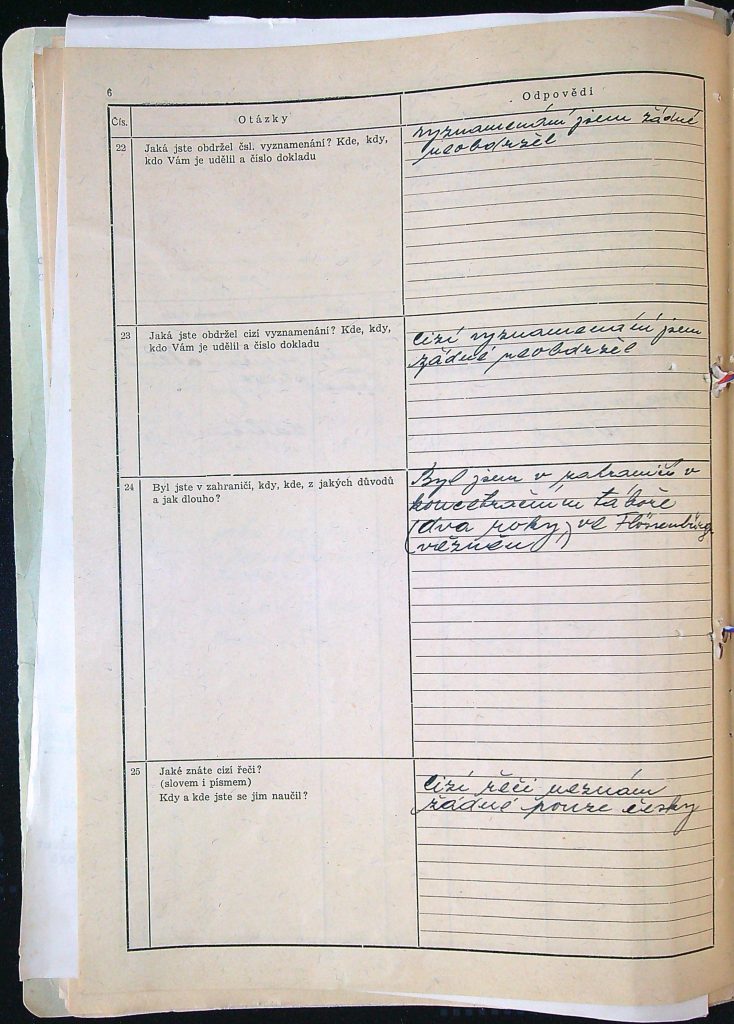 6
Čís.
Otázky
Odpovědi
22
Jaká jste obdržel čsl. vyznamenání? Kde, kdy,
kdo Vám je udělil a číslo dokladu
vyznamenání jsem žádné
neobdržel
23
Jaká jste obdržel cizí vyznamenání? Kde, kdy,
kdo Vám je udělil a číslo dokladu
cizí vyznamenání jsem
žádné neobdržel
24
Byl jste v zahraničí, kdy, kde, z jakých důvodů
a jak dlouho?
Byl jsem v zahraničí v
koncetračním táboře
(dva roky) ve Flössenbürg
(vězněn)
25
Jaké znáte cizí řeči?
(slovem i písmem)
Kdy a kde jste se jim naučil?
cizí řeči neznám
žádné pouze česky